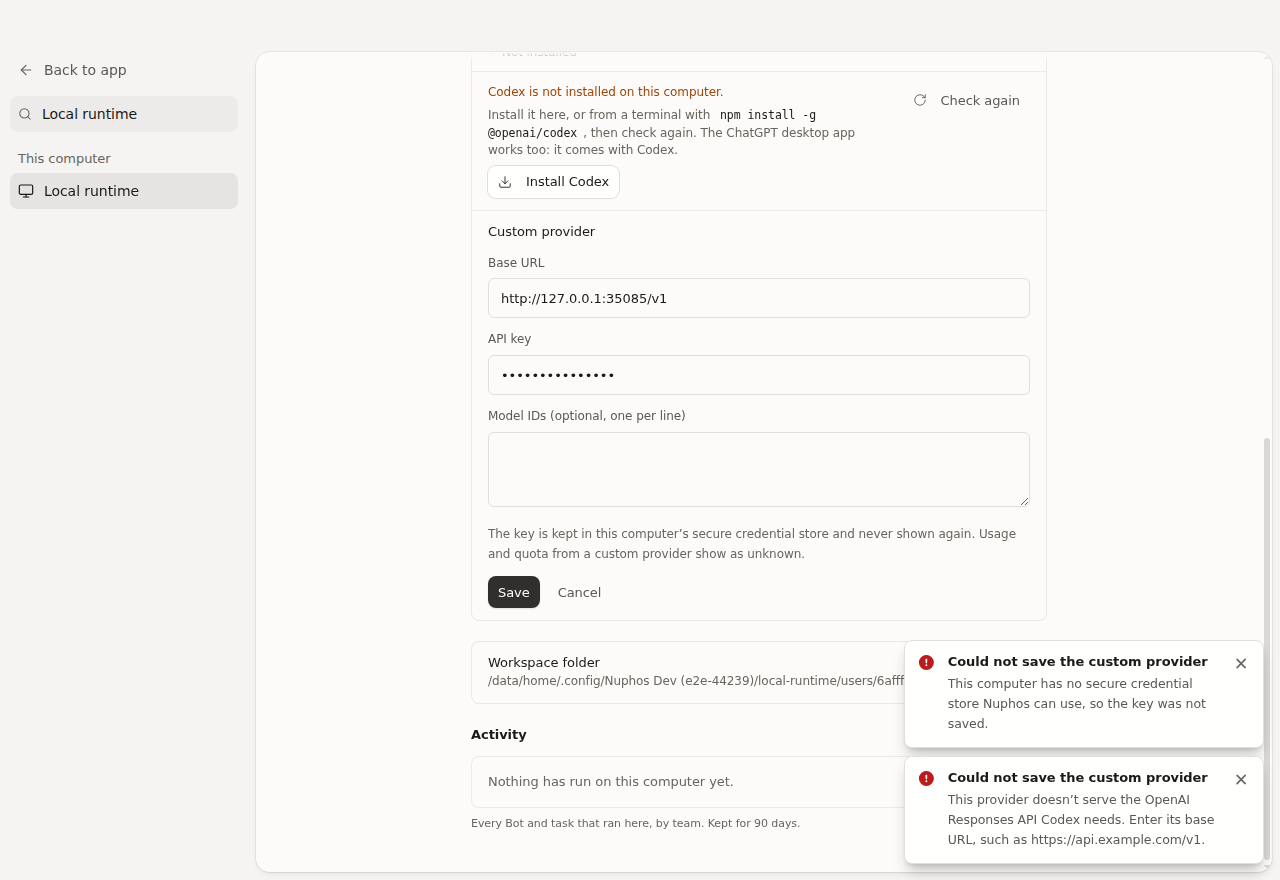 Back to app
Local runtime
This computer
Local runtime
Not installed
Codex is not installed on this computer.
Check again
Install it here, or from a terminal with npm install -g
@openai/codex , then check again. The ChatGPT desktop app
works too: it comes with Codex.
Install Codex
Custom provider
Base URL
http://127.0.0.1:35085/v1
API key
•••••••••••••••
Model IDs (optional, one per line)
The key is kept in this computer’s secure credential store and never shown again. Usage
and quota from a custom provider show as unknown.
Save
Cancel
Workspace folder
/data/home/.config/Nuphos Dev (e2e-44239)/local-runtime/users/6afff
Activity
Nothing has run on this computer yet.
Every Bot and task that ran here, by team. Kept for 90 days.
Could not save the custom provider
This computer has no secure credential
store Nuphos can use, so the key was not
saved.
Could not save the custom provider
This provider doesn’t serve the OpenAI
Responses API Codex needs. Enter its base
URL, such as https://api.example.com/v1.